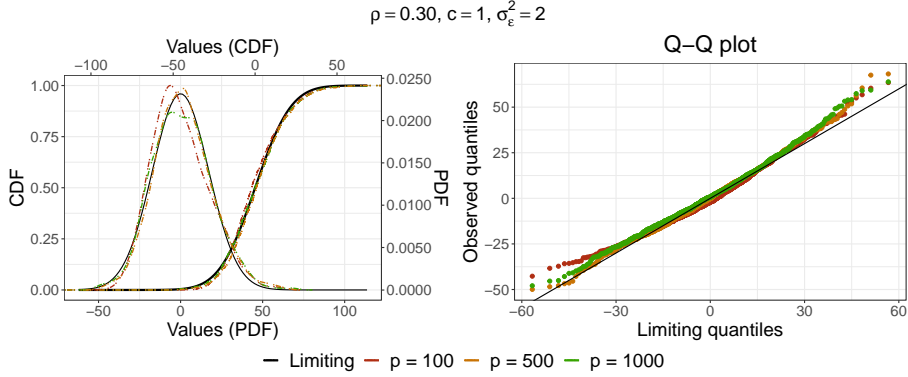 ρ = 0.30, c = 1, σ_ε^2 = 2
Values (CDF)
−100 −50 0 50
CDF
1.00
0.75
0.50
0.25
0.00
0.0250
0.0200
0.0150
0.0100
0.0050
0.0000
PDF
−50 0 50 100
Values (PDF)
Q−Q plot
Observed quantiles
50
25
0
−25
−50
−60 −30 0 30 60
Limiting quantiles
Limiting p = 100 p = 500 p = 1000